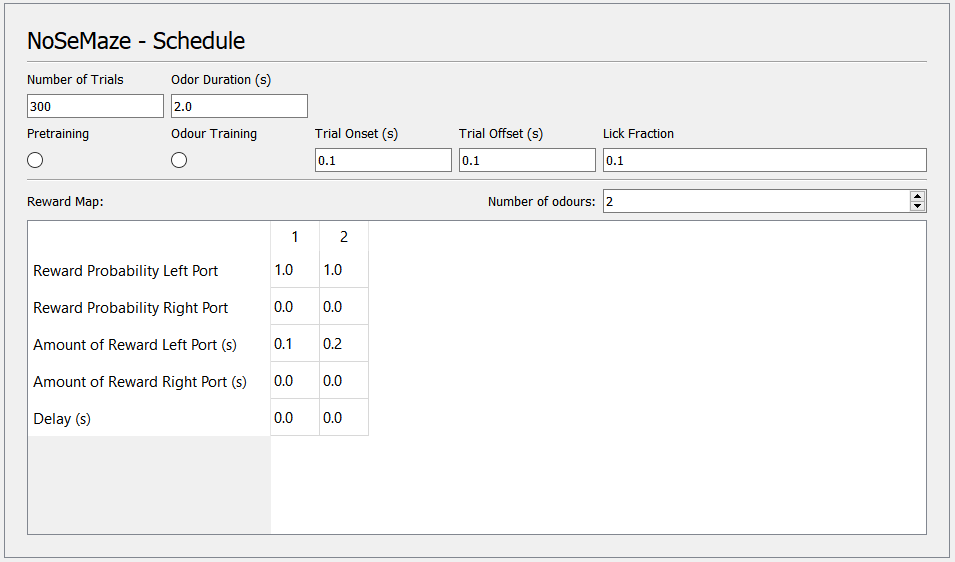 NoSeMaze - Schedule
Number of Trials Odor Duration (s)
300 2.0
Pretraining Odour Training Trial Onset (s) Trial Offset (s) Lick Fraction
0.1 0.1 0.1
Reward Map: Number of odours: 2
1 2
Reward Probability Left Port 1.0 1.0
Reward Probability Right Port 0.0 0.0
Amount of Reward Left Port (s) 0.1 0.2
Amount of Reward Right Port (s) 0.0 0.0
Delay (s) 0.0 0.0